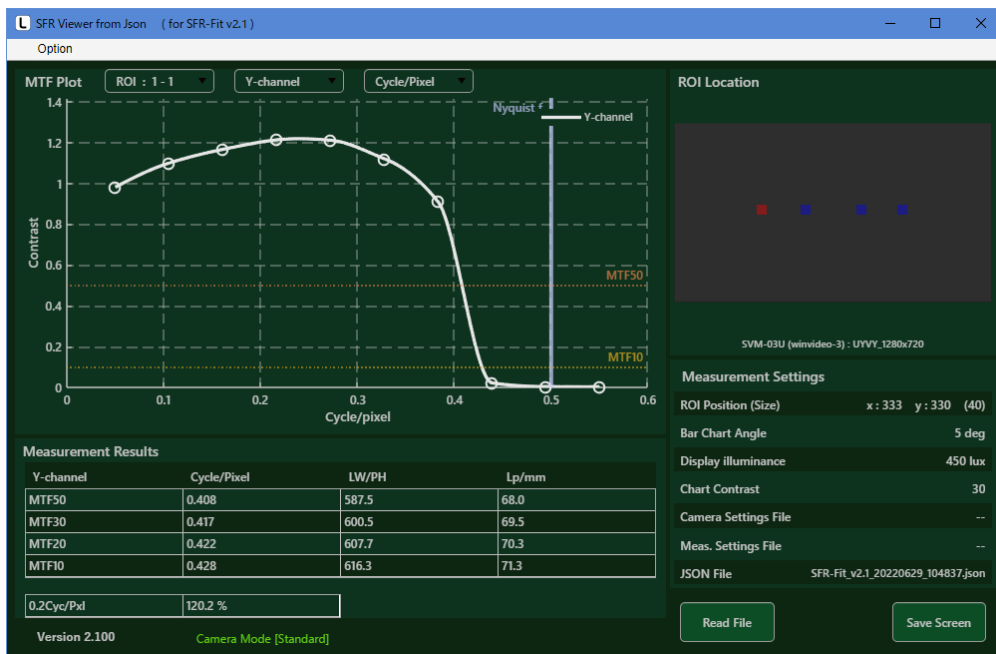 L SFR Viewer from Json ( for SFR-Fit v2.1 )
Option
MTF Plot ROI : 1 - 1 Y-channel Cycle/Pixel
ROI Location
1.4
1.2
1
0.8
0.6
0.4
0.2
0
Contrast
Nyquist
Y-channel
MTF50
MTF10
0 0.1 0.2 0.3 0.4 0.5 0.6
Cycle/pixel
SVM-03U (winvideo-3) : UYVY_1280x720
Measurement Settings
ROI Position (Size) x : 333 y : 330 (40)
Bar Chart Angle 5 deg
Display illuminance 450 lux
Chart Contrast 30
Camera Settings File --
Meas. Settings File --
JSON File SFR-Fit_v2.1_20220629_104837.json
Read File Save Screen
Measurement Results
Y-channel Cycle/Pixel LW/PH Lp/mm
MTF50 0.408 587.5 68.0
MTF30 0.417 600.5 69.5
MTF20 0.422 607.7 70.3
MTF10 0.428 616.3 71.3
0.2Cyc/Pxl 120.2 %
Version 2.100 Camera Mode [Standard]